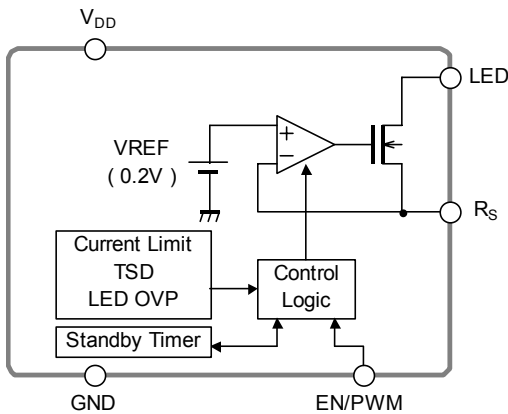 VDD
LED
VREF
( 0.2V )
+
−
RS
Current Limit
TSD
LED OVP
Control
Logic
Standby Timer
GND
EN/PWM